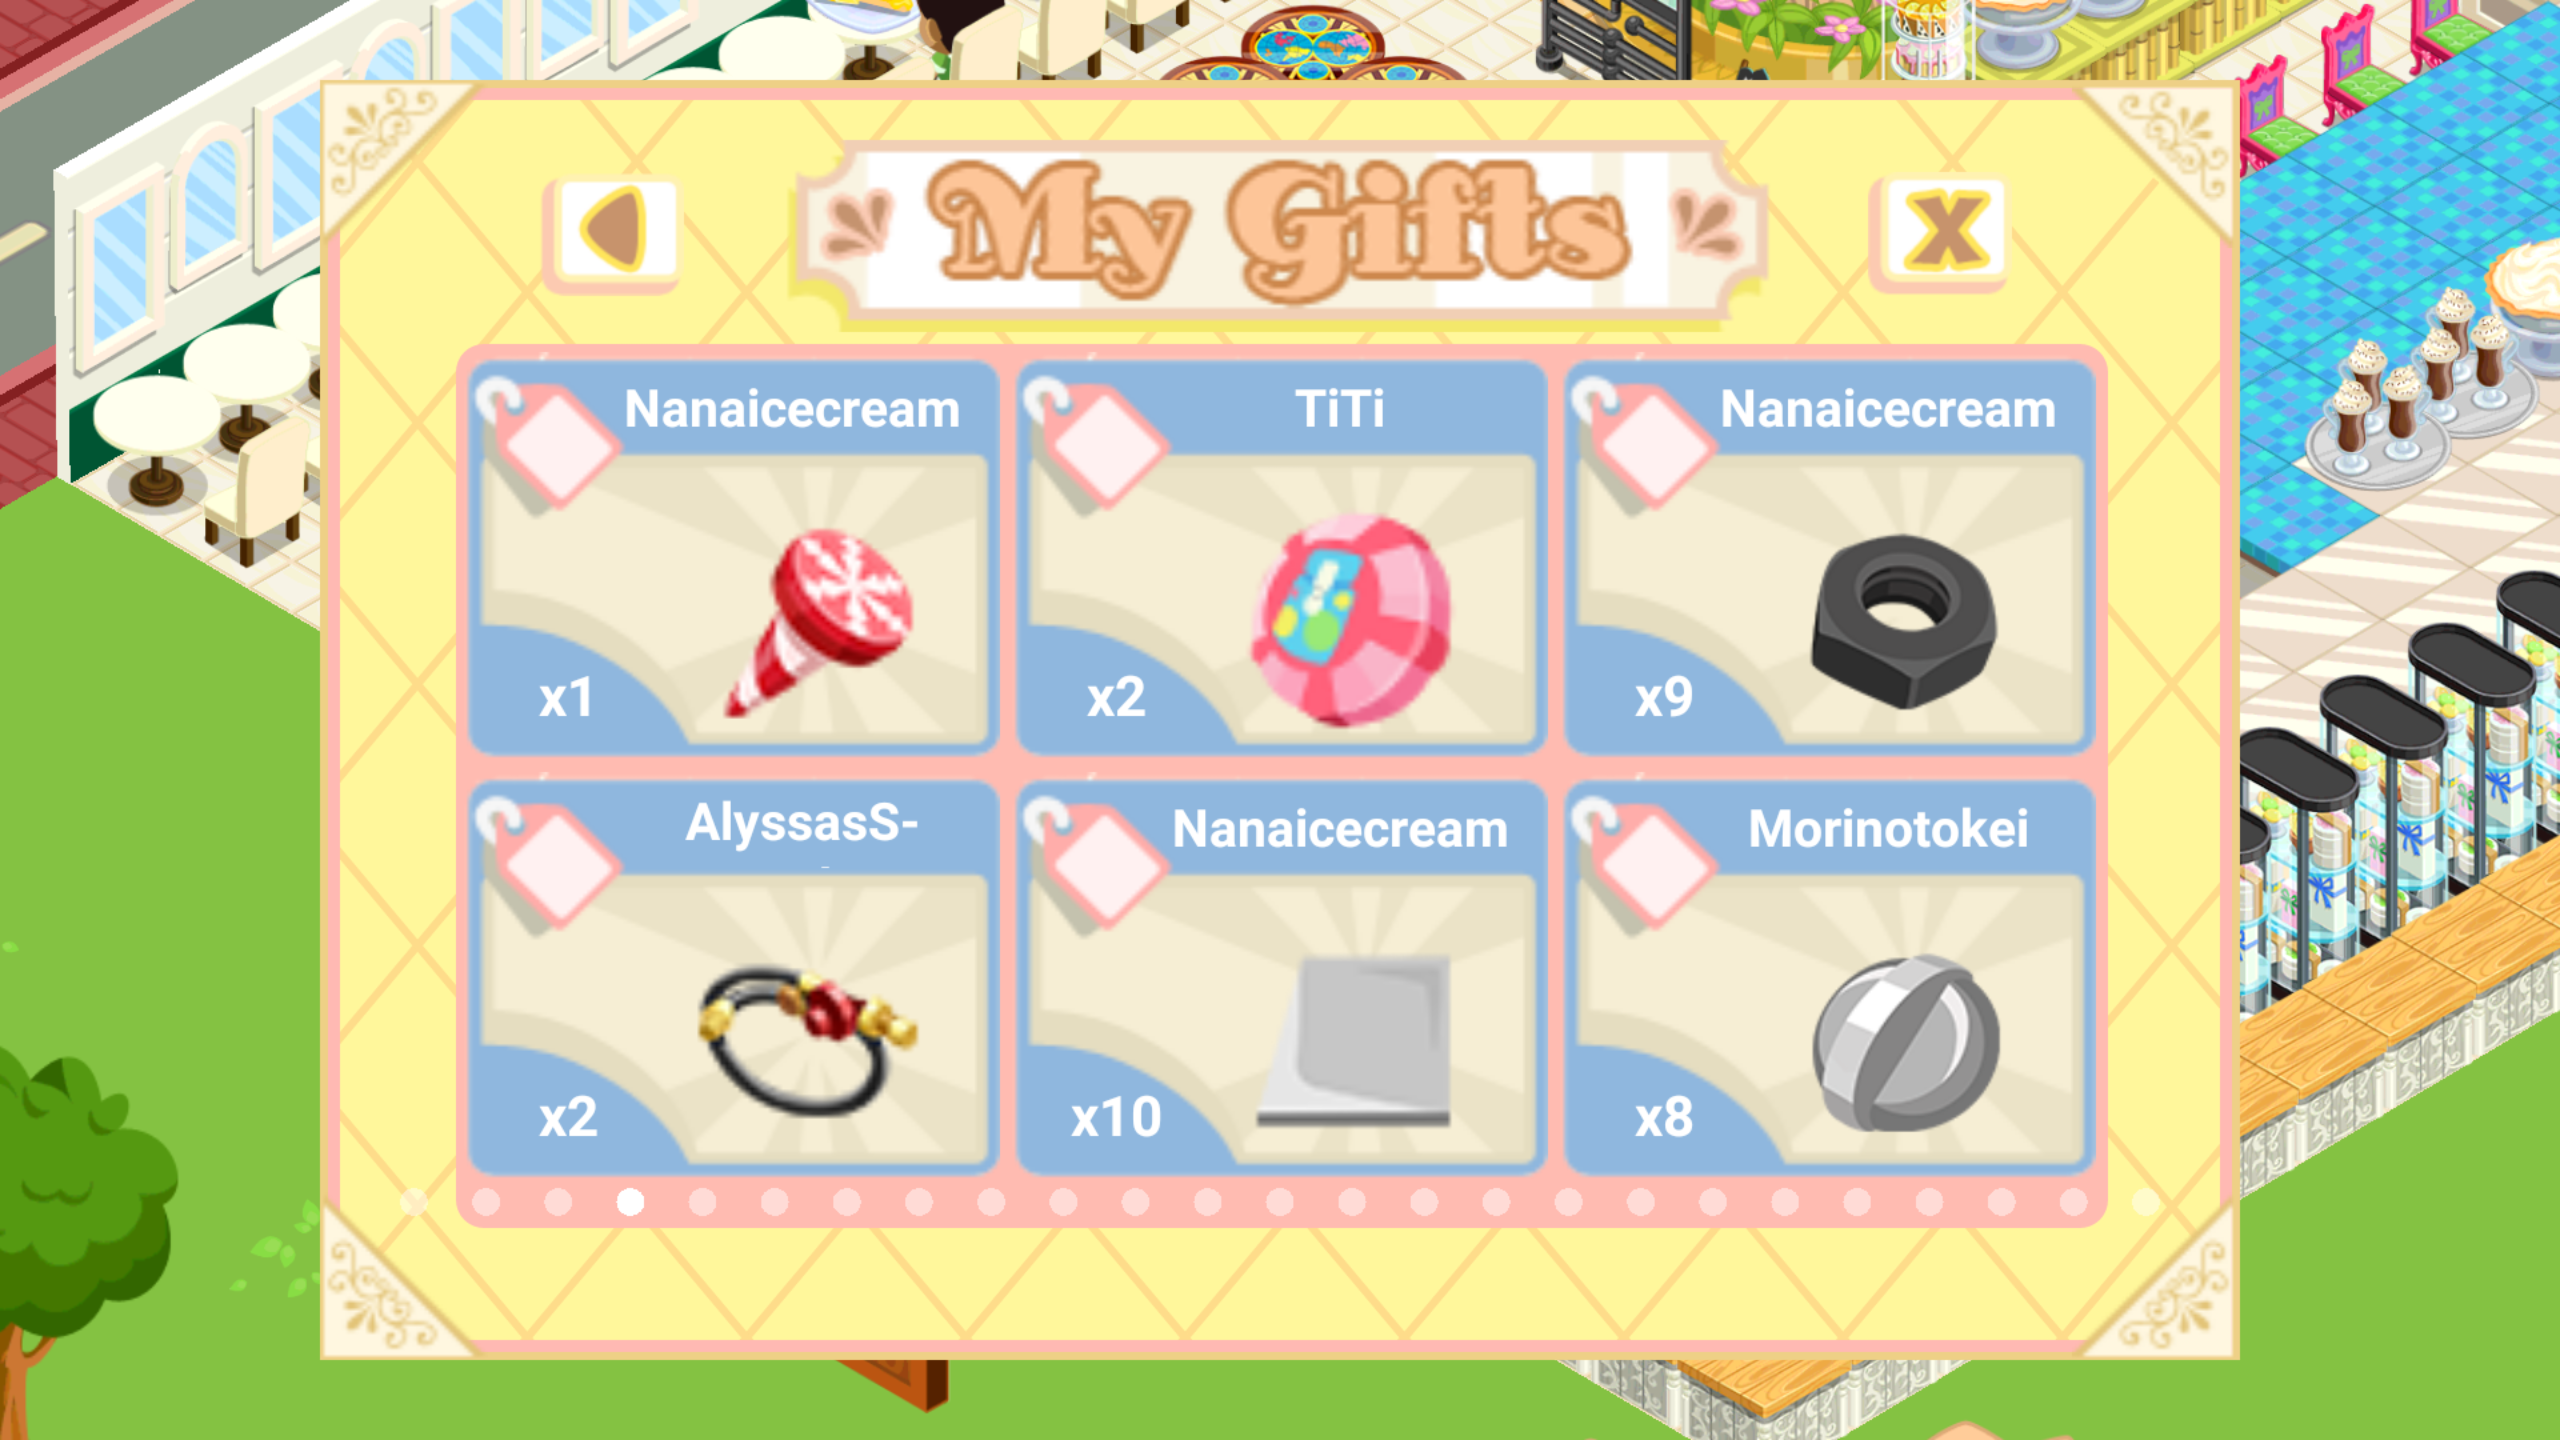 My Gifts
Nanaicecream
TiTi
Nanaicecream
x1
x2
x9
AlyssasS-
Nanaicecream
Morinotokei
x2
x10
x8